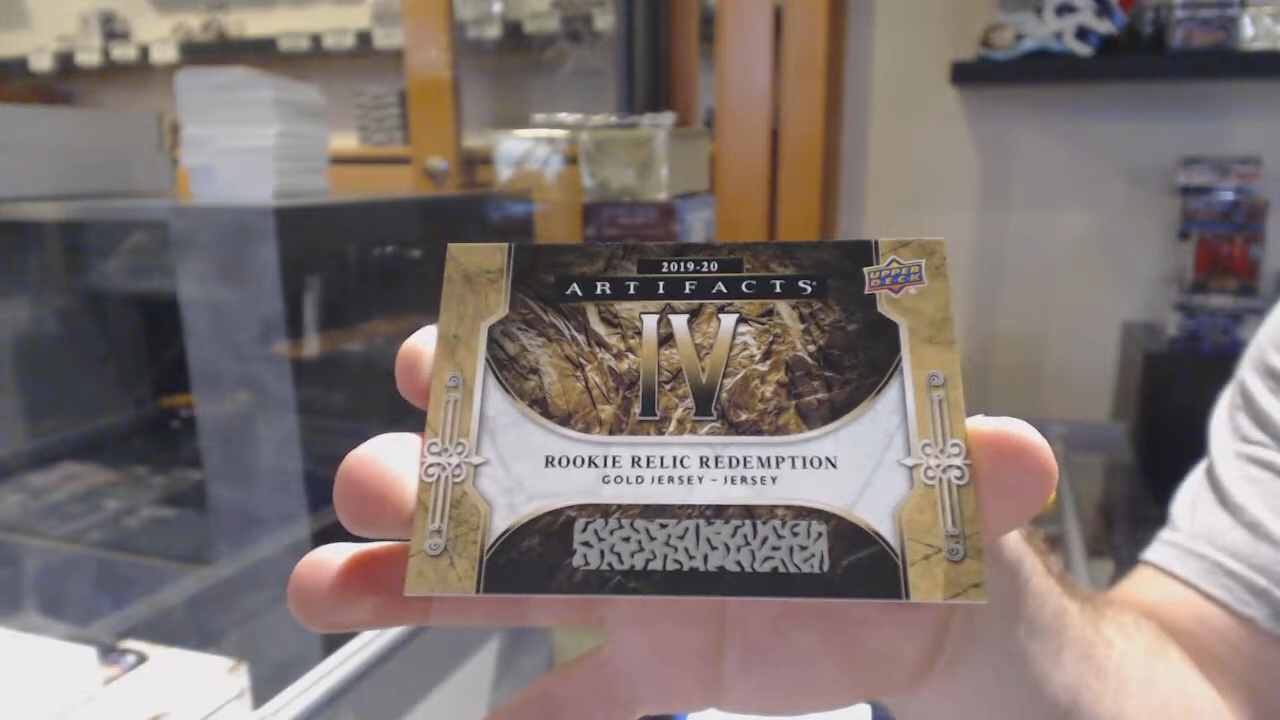 2019-20
ARTIFACTS
UPPER
DECK
IV
ROOKIE RELIC REDEMPTION
GOLD JERSEY – JERSEY